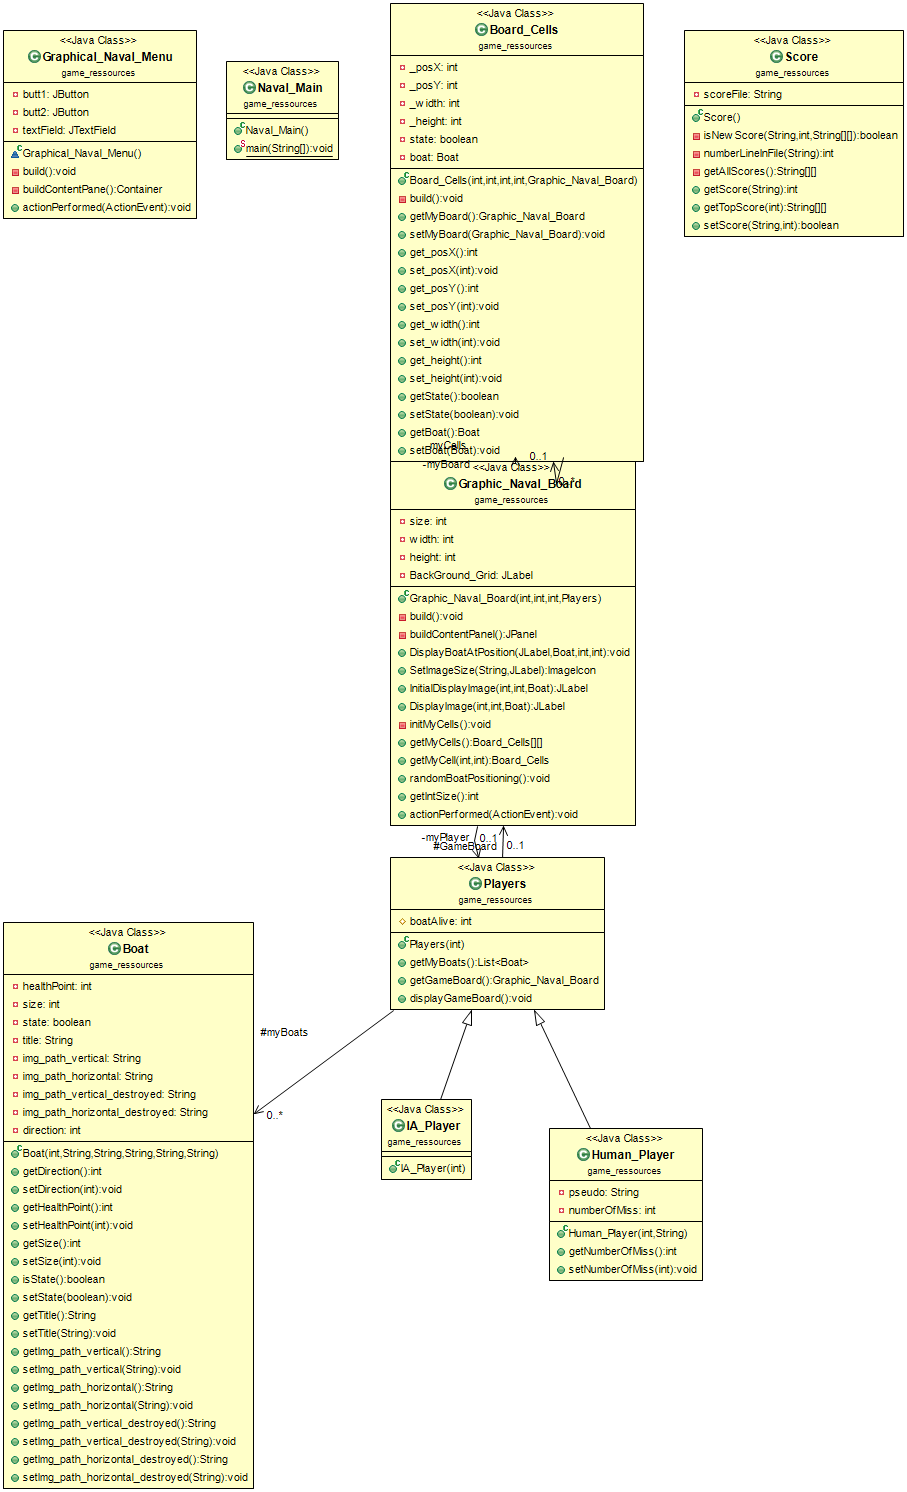 <<Java Class>>
Graphical_Naval_Menu
game_ressources
butt1: JButton
butt2: JButton
textField: JTextField
Graphical_Naval_Menu()
build():void
buildContentPane():Container
actionPerformed(ActionEvent):void
<<Java Class>>
Naval_Main
game_ressources
Naval_Main()
main(String[]):void
<<Java Class>>
Board_Cells
game_ressources
_posX: int
_posY: int
_width: int
_height: int
state: boolean
boat: Boat
Board_Cells(int,int,int,int,Graphic_Naval_Board)
build():void
getMyBoard():Graphic_Naval_Board
setMyBoard(Graphic_Naval_Board):void
get_posX():int
set_posX(int):void
get_posY():int
set_posY(int):void
get_width():int
set_width(int):void
get_height():int
set_height(int):void
getState():boolean
setState(boolean):void
getBoat():Boat
setBoat(Boat):void
<<Java Class>>
Score
game_ressources
scoreFile: String
Score()
isNewScore(String,int,String[][]):boolean
numberLineInFile(String):int
getAllScores():String[][]
getScore(String):int
getTopScore(int):String[][]
setScore(String,int):boolean
-myCells
0..1
-myBoard
0..*
<<Java Class>>
Graphic_Naval_Board
game_ressources
size: int
width: int
height: int
BackGround_Grid: JLabel
Graphic_Naval_Board(int,int,int,Players)
build():void
buildContentPanel():JPanel
DisplayBoatAtPosition(JLabel,Boat,int,int):void
SetImageSize(String,JLabel):ImageIcon
InitialDisplayImage(int,int,Boat):JLabel
DisplayImage(int,int,Boat):JLabel
initMyCells():void
getMyCells():Board_Cells[][]
getMyCell(int,int):Board_Cells
randomBoatPositioning():void
getIntSize():int
actionPerformed(ActionEvent):void
-myPlayer
0..1
#GameBoard
0..1
<<Java Class>>
Players
game_ressources
boatAlive: int
Players(int)
getMyBoats():List<Boat>
getGameBoard():Graphic_Naval_Board
displayGameBoard():void
#myBoats
0..*
<<Java Class>>
Boat
game_ressources
healthPoint: int
size: int
state: boolean
title: String
img_path_vertical: String
img_path_horizontal: String
img_path_vertical_destroyed: String
img_path_horizontal_destroyed: String
direction: int
Boat(int,String,String,String,String,String)
getDirection():int
setDirection(int):void
getHealthPoint():int
setHealthPoint(int):void
getSize():int
setSize(int):void
isState():boolean
setState(boolean):void
getTitle():String
setTitle(String):void
getImg_path_vertical():String
setImg_path_vertical(String):void
getImg_path_horizontal():String
setImg_path_horizontal(String):void
getImg_path_vertical_destroyed():String
setImg_path_vertical_destroyed(String):void
getImg_path_horizontal_destroyed():String
setImg_path_horizontal_destroyed(String):void
<<Java Class>>
IA_Player
game_ressources
IA_Player(int)
<<Java Class>>
Human_Player
game_ressources
pseudo: String
numberOfMiss: int
Human_Player(int,String)
getNumberOfMiss():int
setNumberOfMiss(int):void